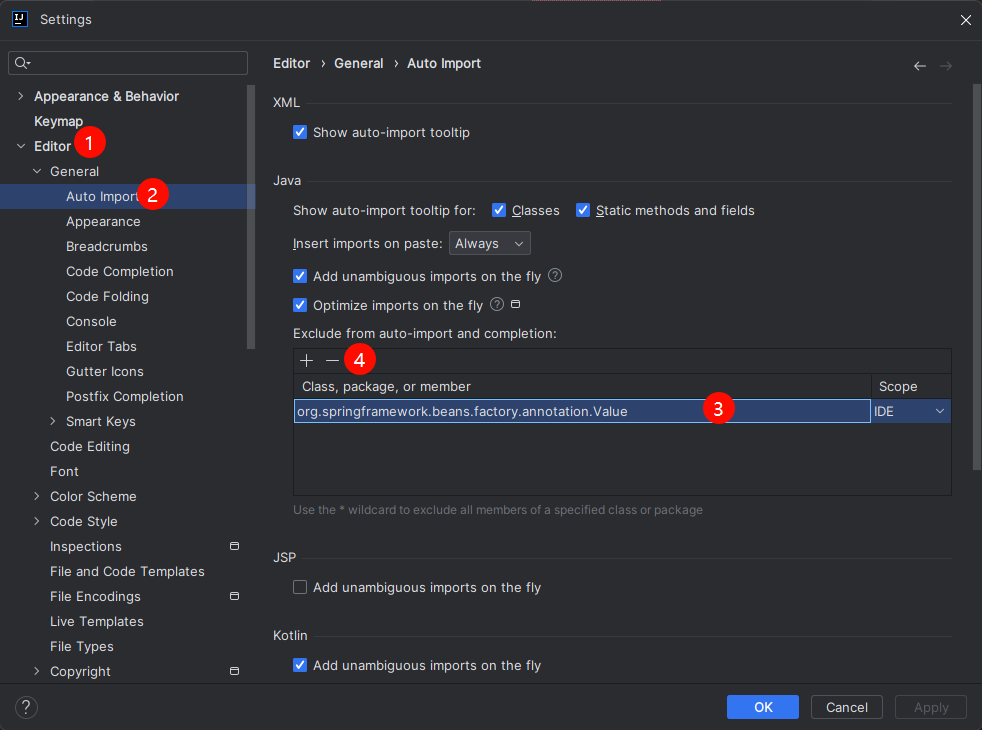 Settings
Editor › General › Auto Import
Appearance & Behavior
Keymap
Editor 1
General
Auto Import 2
Appearance
Breadcrumbs
Code Completion
Code Folding
Console
Editor Tabs
Gutter Icons
Postfix Completion
Smart Keys
Code Editing
Font
Color Scheme
Code Style
Inspections
File and Code Templates
File Encodings
Live Templates
File Types
Copyright
XML
Show auto-import tooltip
Java
Show auto-import tooltip for: Classes Static methods and fields
Insert imports on paste: Always
Add unambiguous imports on the fly ?
Optimize imports on the fly ?
Exclude from auto-import and completion:
+ − 4
Class, package, or member Scope
org.springframework.beans.factory.annotation.Value 3 IDE
Use the * wildcard to exclude all members of a specified class or package
JSP
Add unambiguous imports on the fly
Kotlin
Add unambiguous imports on the fly
? OK Cancel Apply